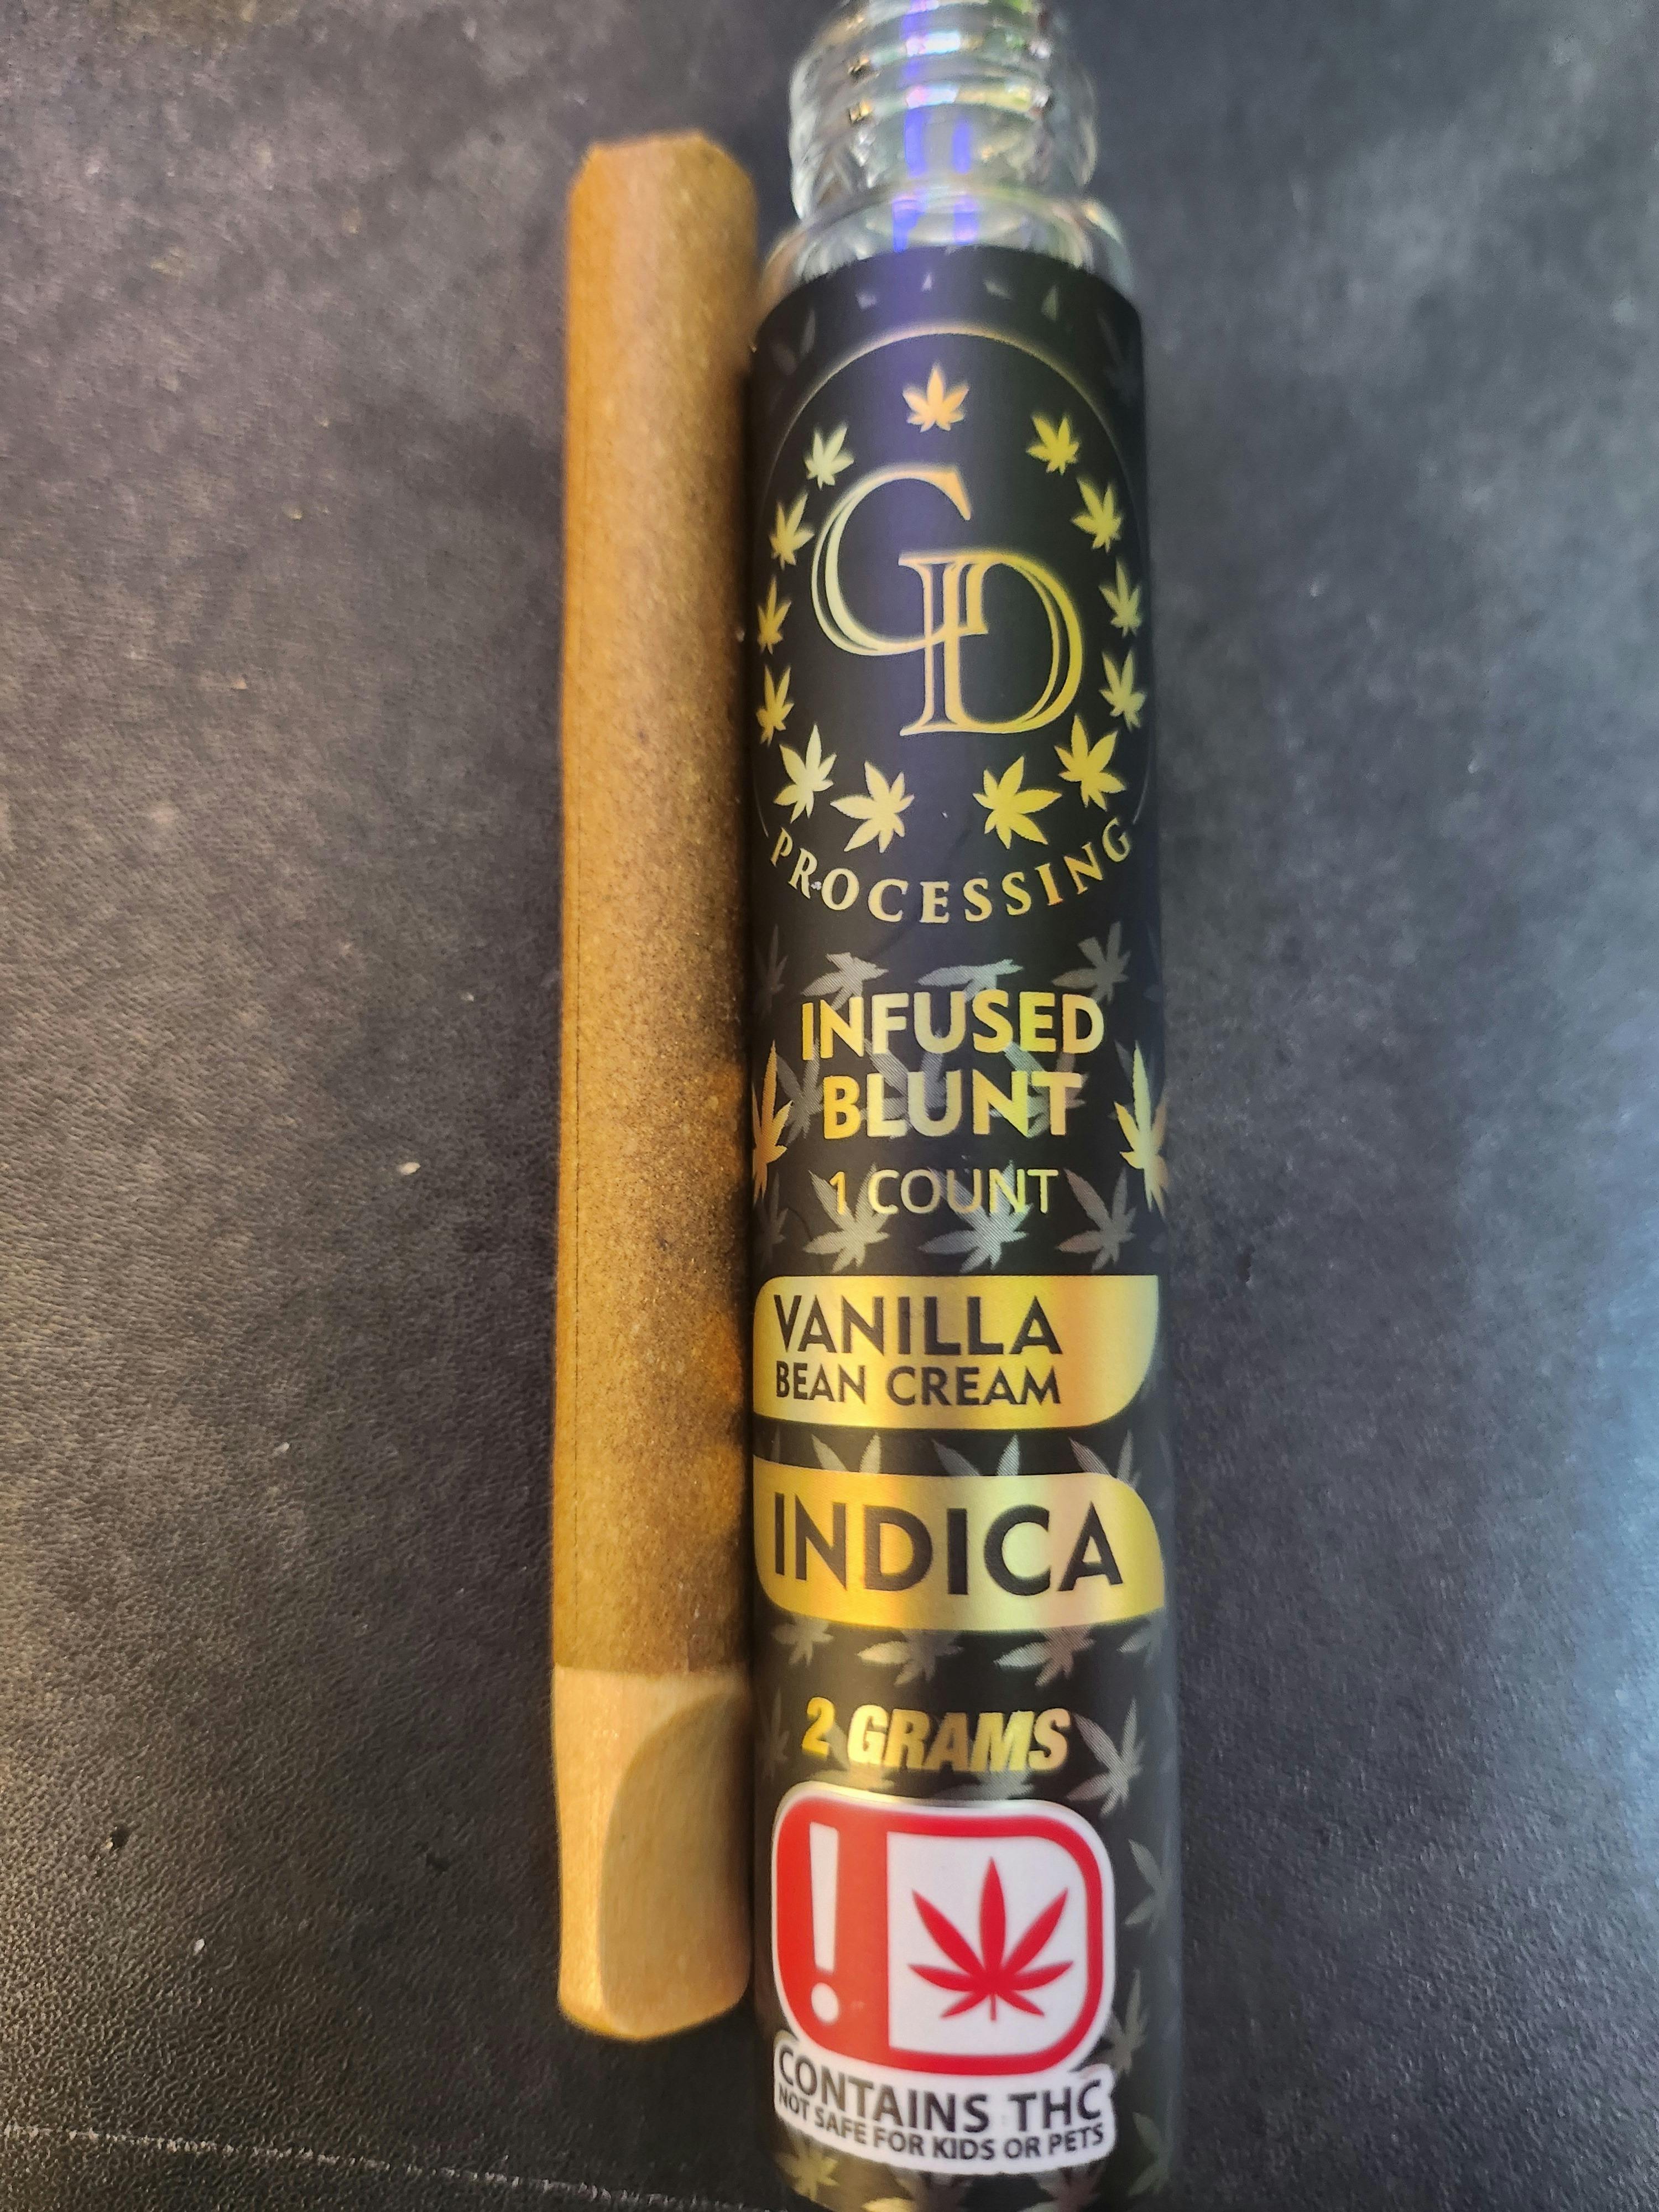 CD
PROCESSING
INFUSED
BLUNT
1 COUNT
VANILLA
BEAN CREAM
INDICA
2 GRAMS
!
CONTAINS THC
NOT SAFE FOR KIDS OR PETS